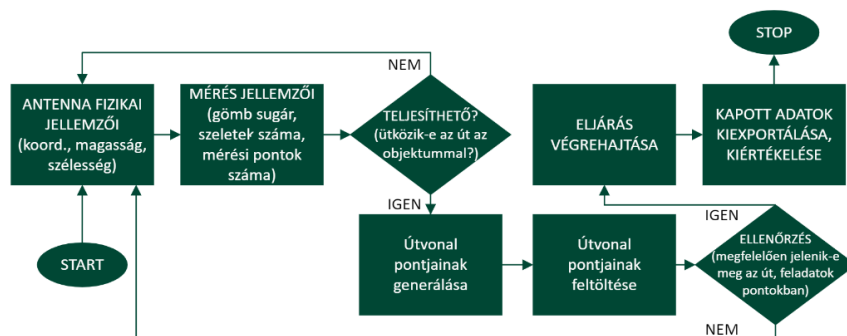 STOP
NEM
ANTENNA FIZIKAI
JELLEMZŐI
(koord., magasság,
szélesség)
MÉRÉS JELLEMZŐI
(gömb sugár,
szeletek száma,
mérési pontok
száma)
TELJESÍTHETŐ?
(ütközik-e az út az
objektummal?)
ELJÁRÁS
VÉGREHAJTÁSA
KAPOTT ADATOK
KIEXPORTÁLÁSA,
KIÉRTÉKELÉSE
IGEN
IGEN
START
Útvonal
pontjainak
generálása
Útvonal
pontjainak
feltöltése
ELLENŐRZÉS
(megfelelően jelenik-e
meg az út, feladatok
pontokban)
NEM